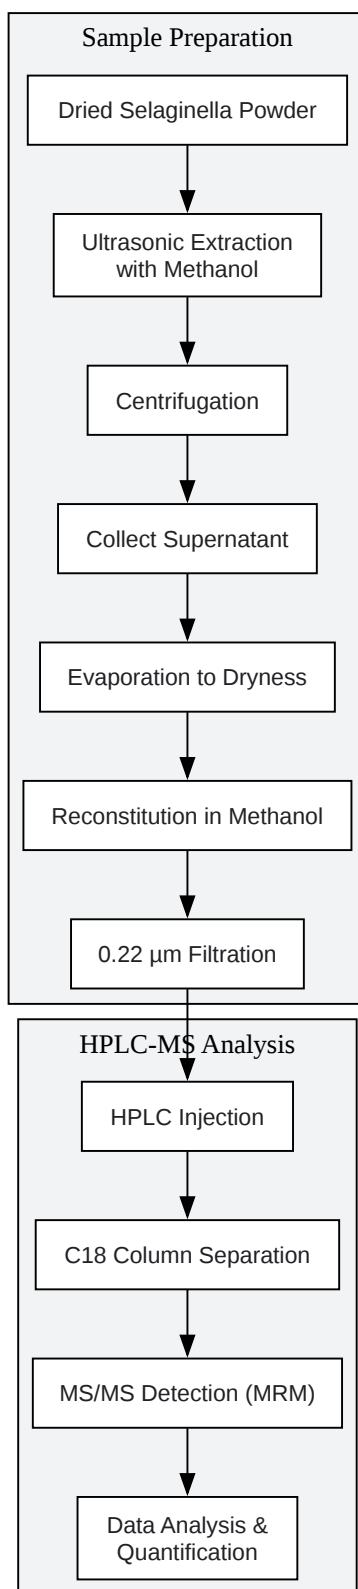 Sample Preparation
Dried Selaginella Powder
Ultrasonic Extraction
with Methanol
Centrifugation
Collect Supernatant
Evaporation to Dryness
Reconstitution in Methanol
0.22 µm Filtration
HPLC-MS Analysis
HPLC Injection
C18 Column Separation
MS/MS Detection (MRM)
Data Analysis &
Quantification